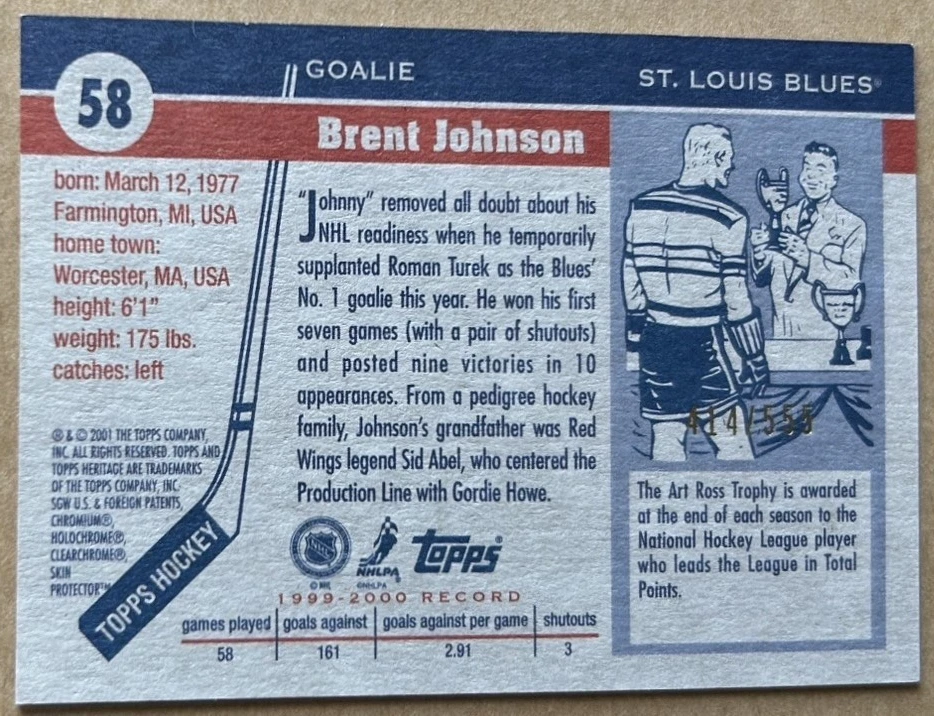 58
GOALIE
ST. LOUIS BLUES®
Brent Johnson
born: March 12, 1977
Farmington, MI, USA
home town:
Worcester, MA, USA
height: 6'1"
weight: 175 lbs.
catches: left
"Johnny" removed all doubt about his
NHL readiness when he temporarily
supplanted Roman Turek as the Blues'
No. 1 goalie this year. He won his first
seven games (with a pair of shutouts)
and posted nine victories in 10
appearances. From a pedigree hockey
family, Johnson's grandfather was Red
Wings legend Sid Abel, who centered the
Production Line with Gordie Howe.
® & © 2001 THE TOPPS COMPANY,
INC. ALL RIGHTS RESERVED. TOPPS AND
TOPPS HERITAGE ARE TRADEMARKS
OF THE TOPPS COMPANY, INC.
SGW U.S. & FOREIGN PATENTS,
CHROMIUM®,
HOLOCHROME®,
CLEARCHROME®,
SKIN
PROTECTOR™
TOPPS HOCKEY
NHL
© NHL
NHLPA
©NHLPA
topps®
414/555
The Art Ross Trophy is awarded
at the end of each season to the
National Hockey League player
who leads the League in Total
Points.
1999-2000 RECORD
games played goals against goals against per game shutouts
58 161 2.91 3